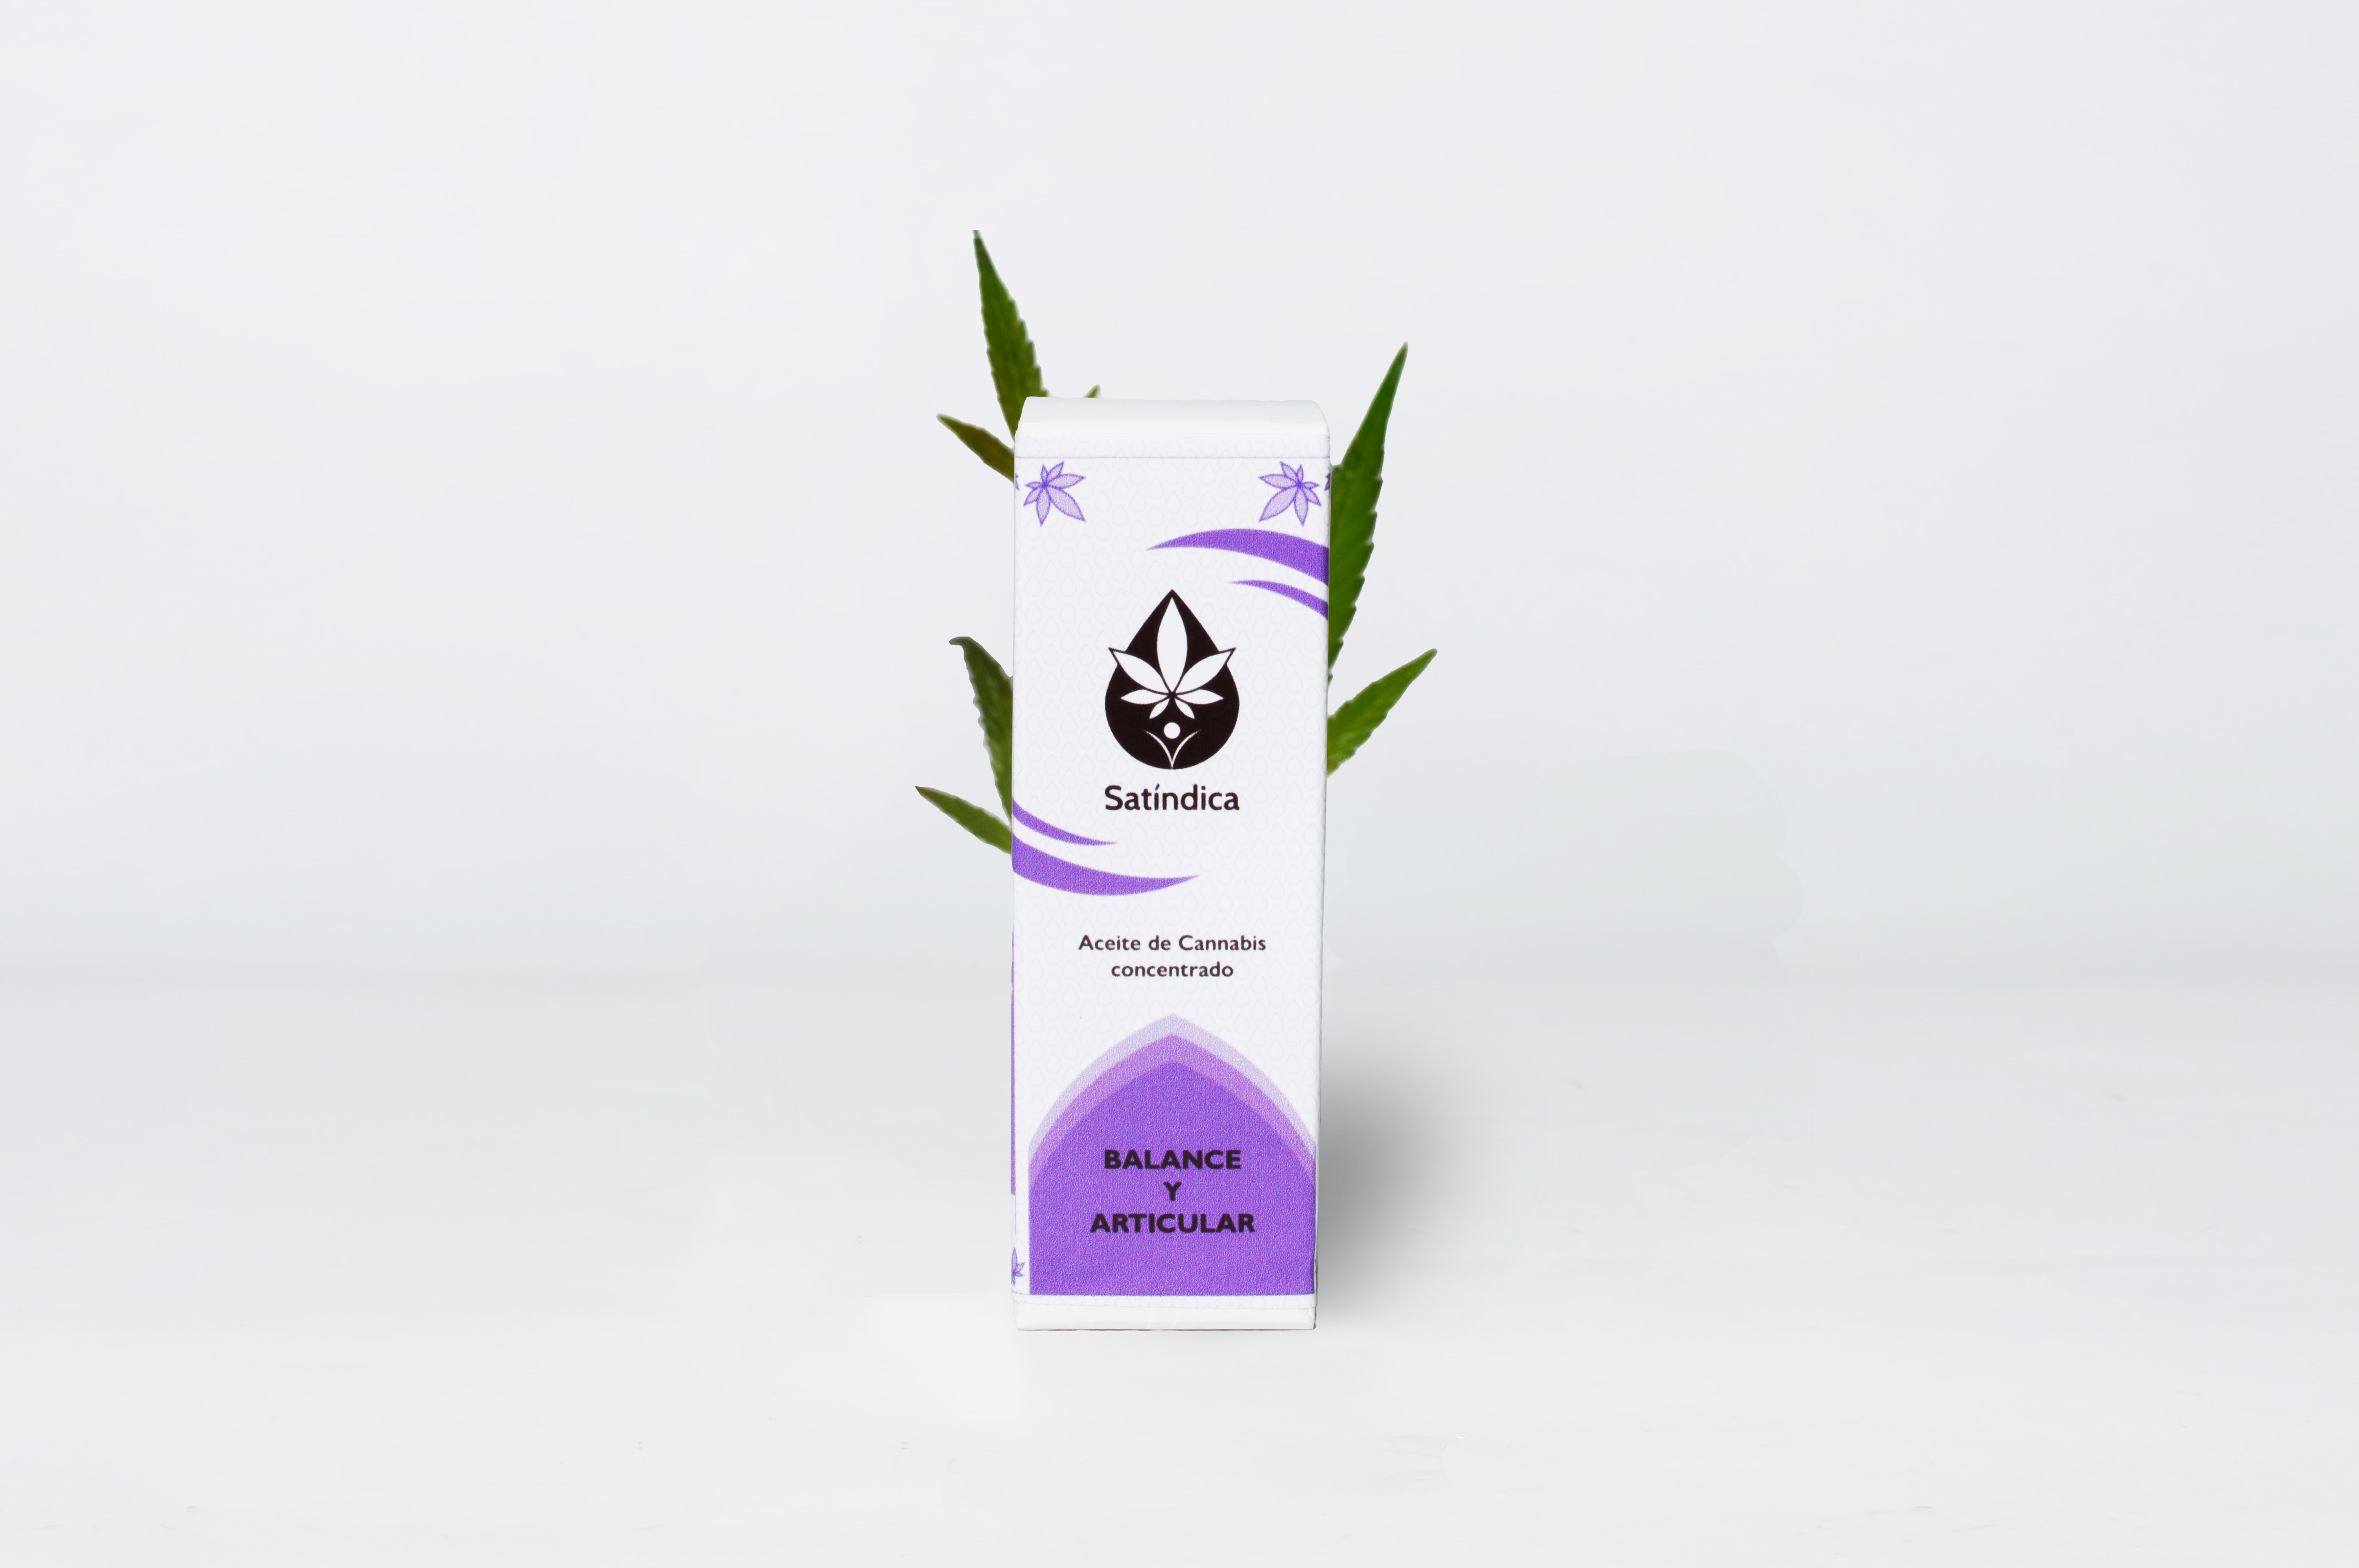 Satíndica
Aceite de Cannabis
concentrado
BALANCE
Y
ARTICULAR